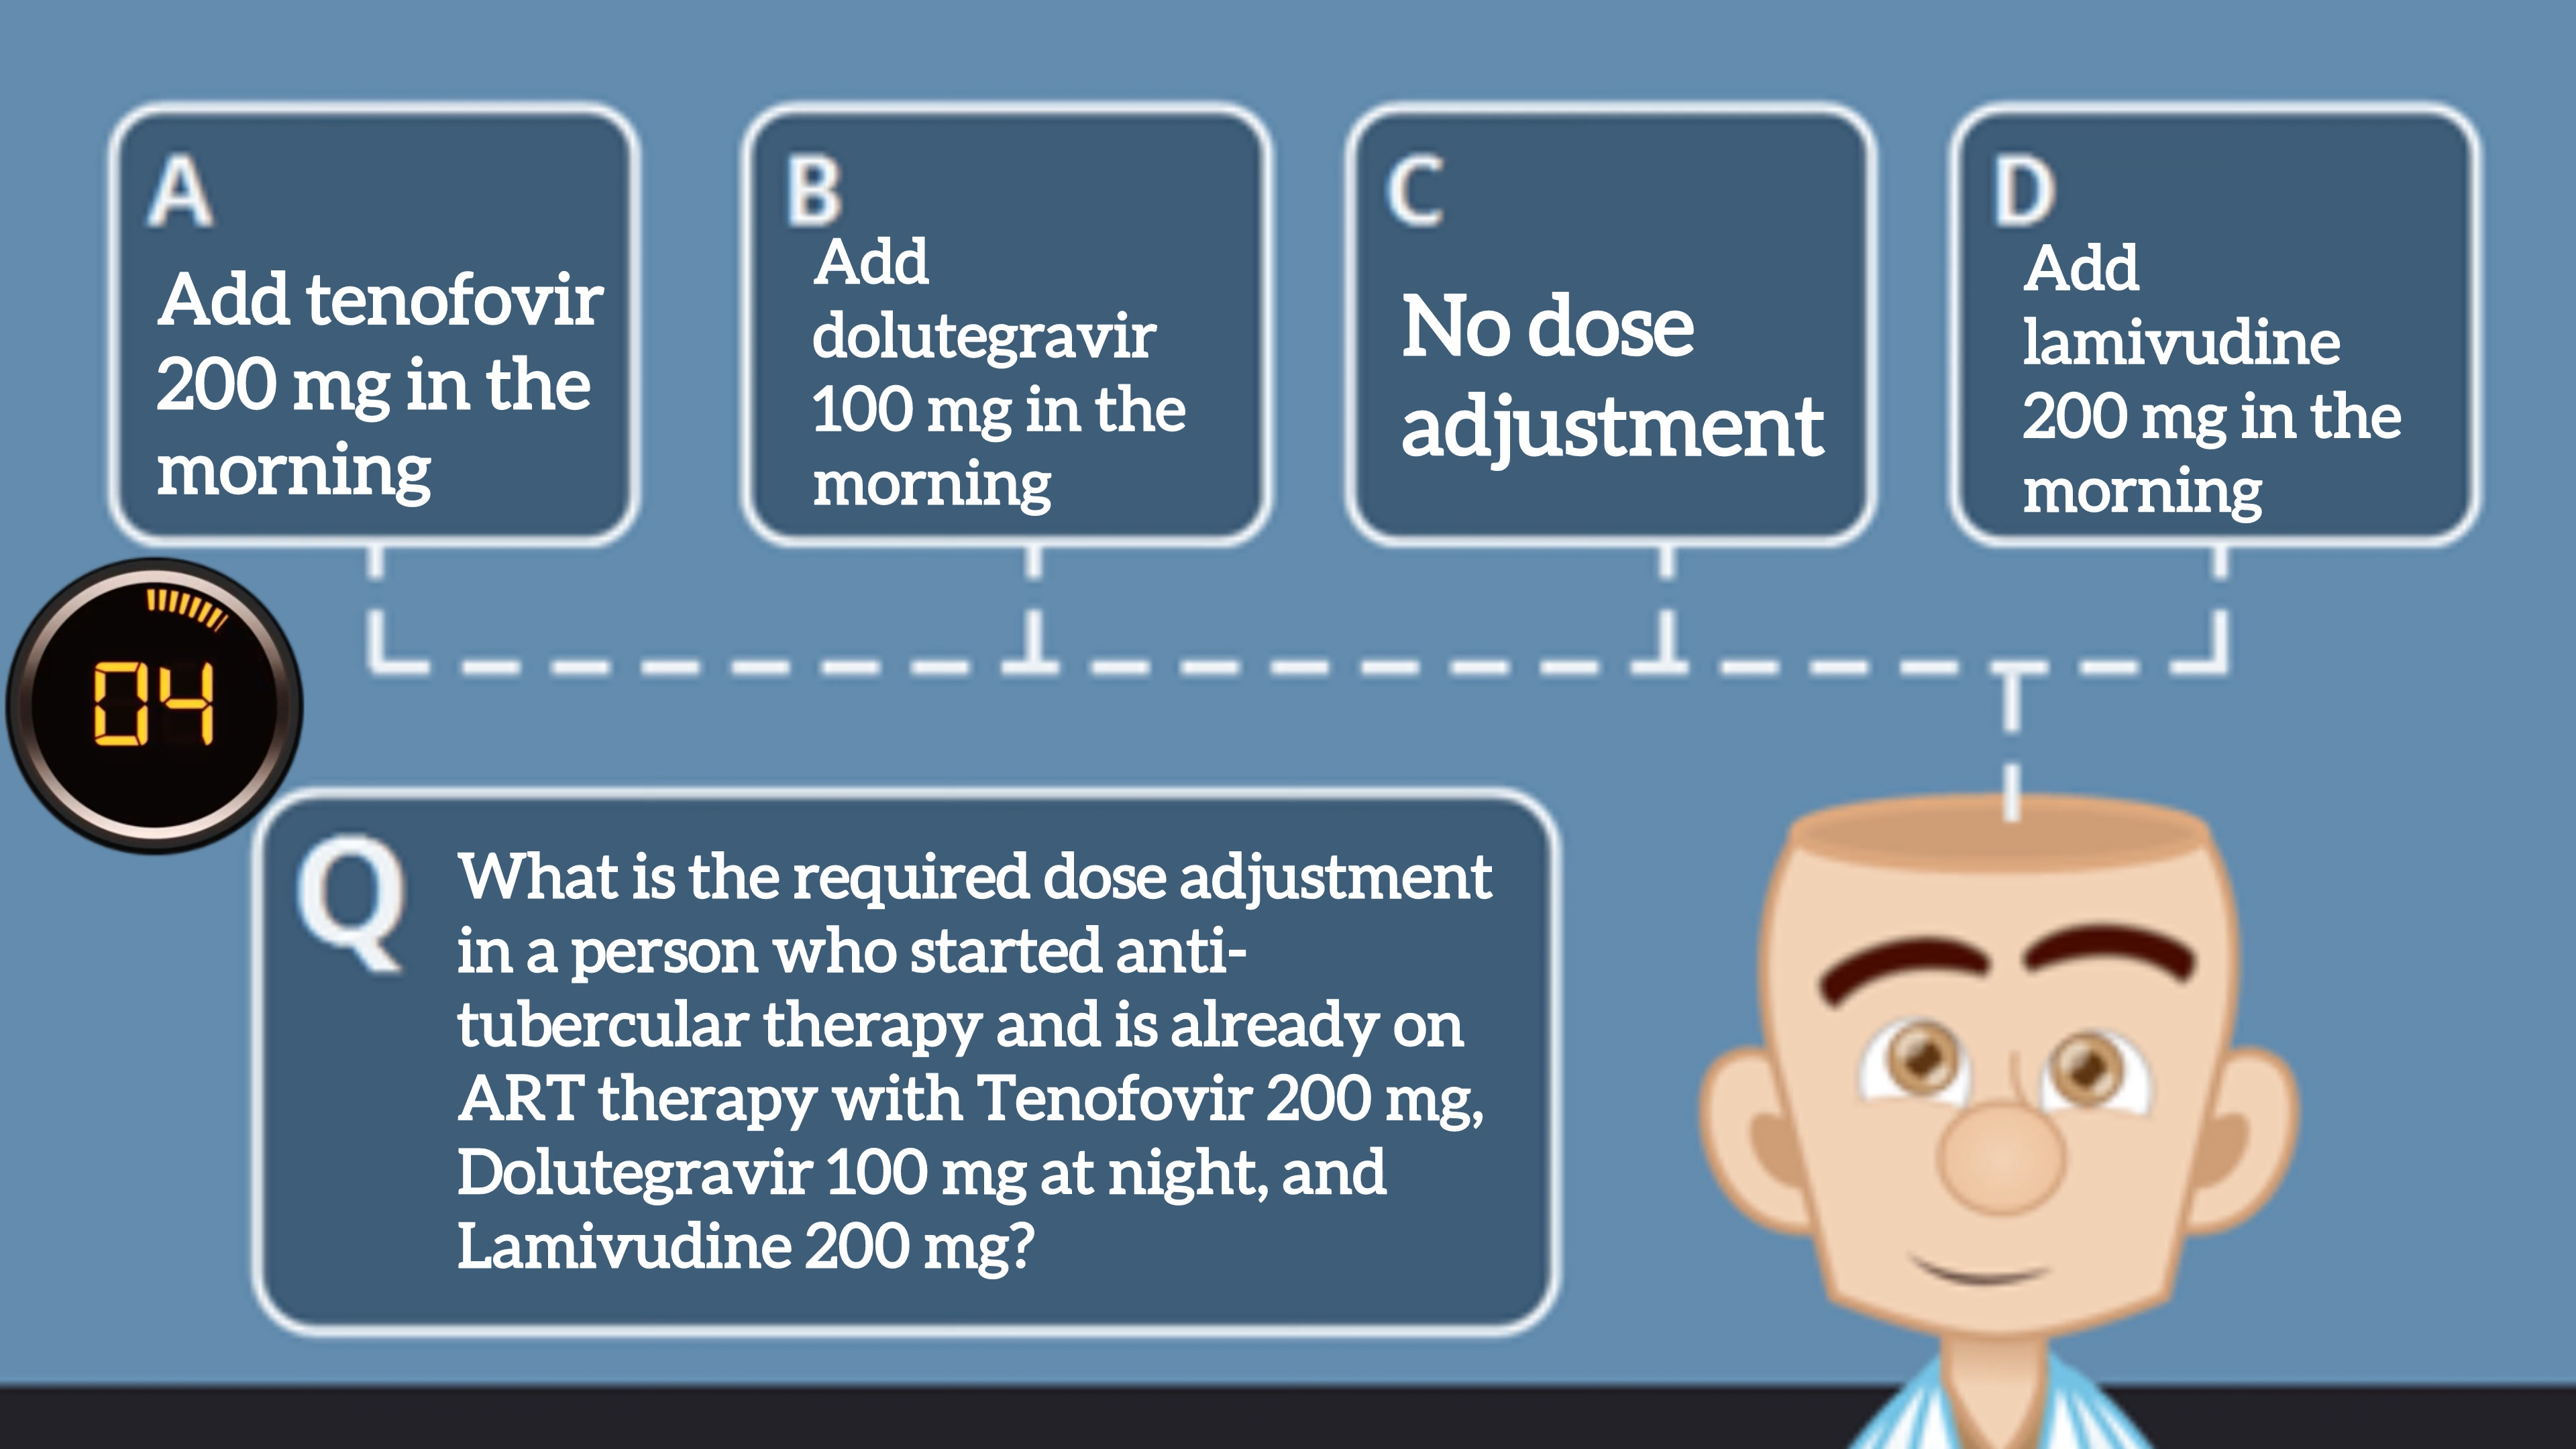 A
Add tenofovir
200 mg in the
morning
B
Add
dolutegravir
100 mg in the
morning
C
No dose
adjustment
D
Add
lamivudine
200 mg in the
morning
04
Q
What is the required dose adjustment
in a person who started anti-
tubercular therapy and is already on
ART therapy with Tenofovir 200 mg,
Dolutegravir 100 mg at night, and
Lamivudine 200 mg?